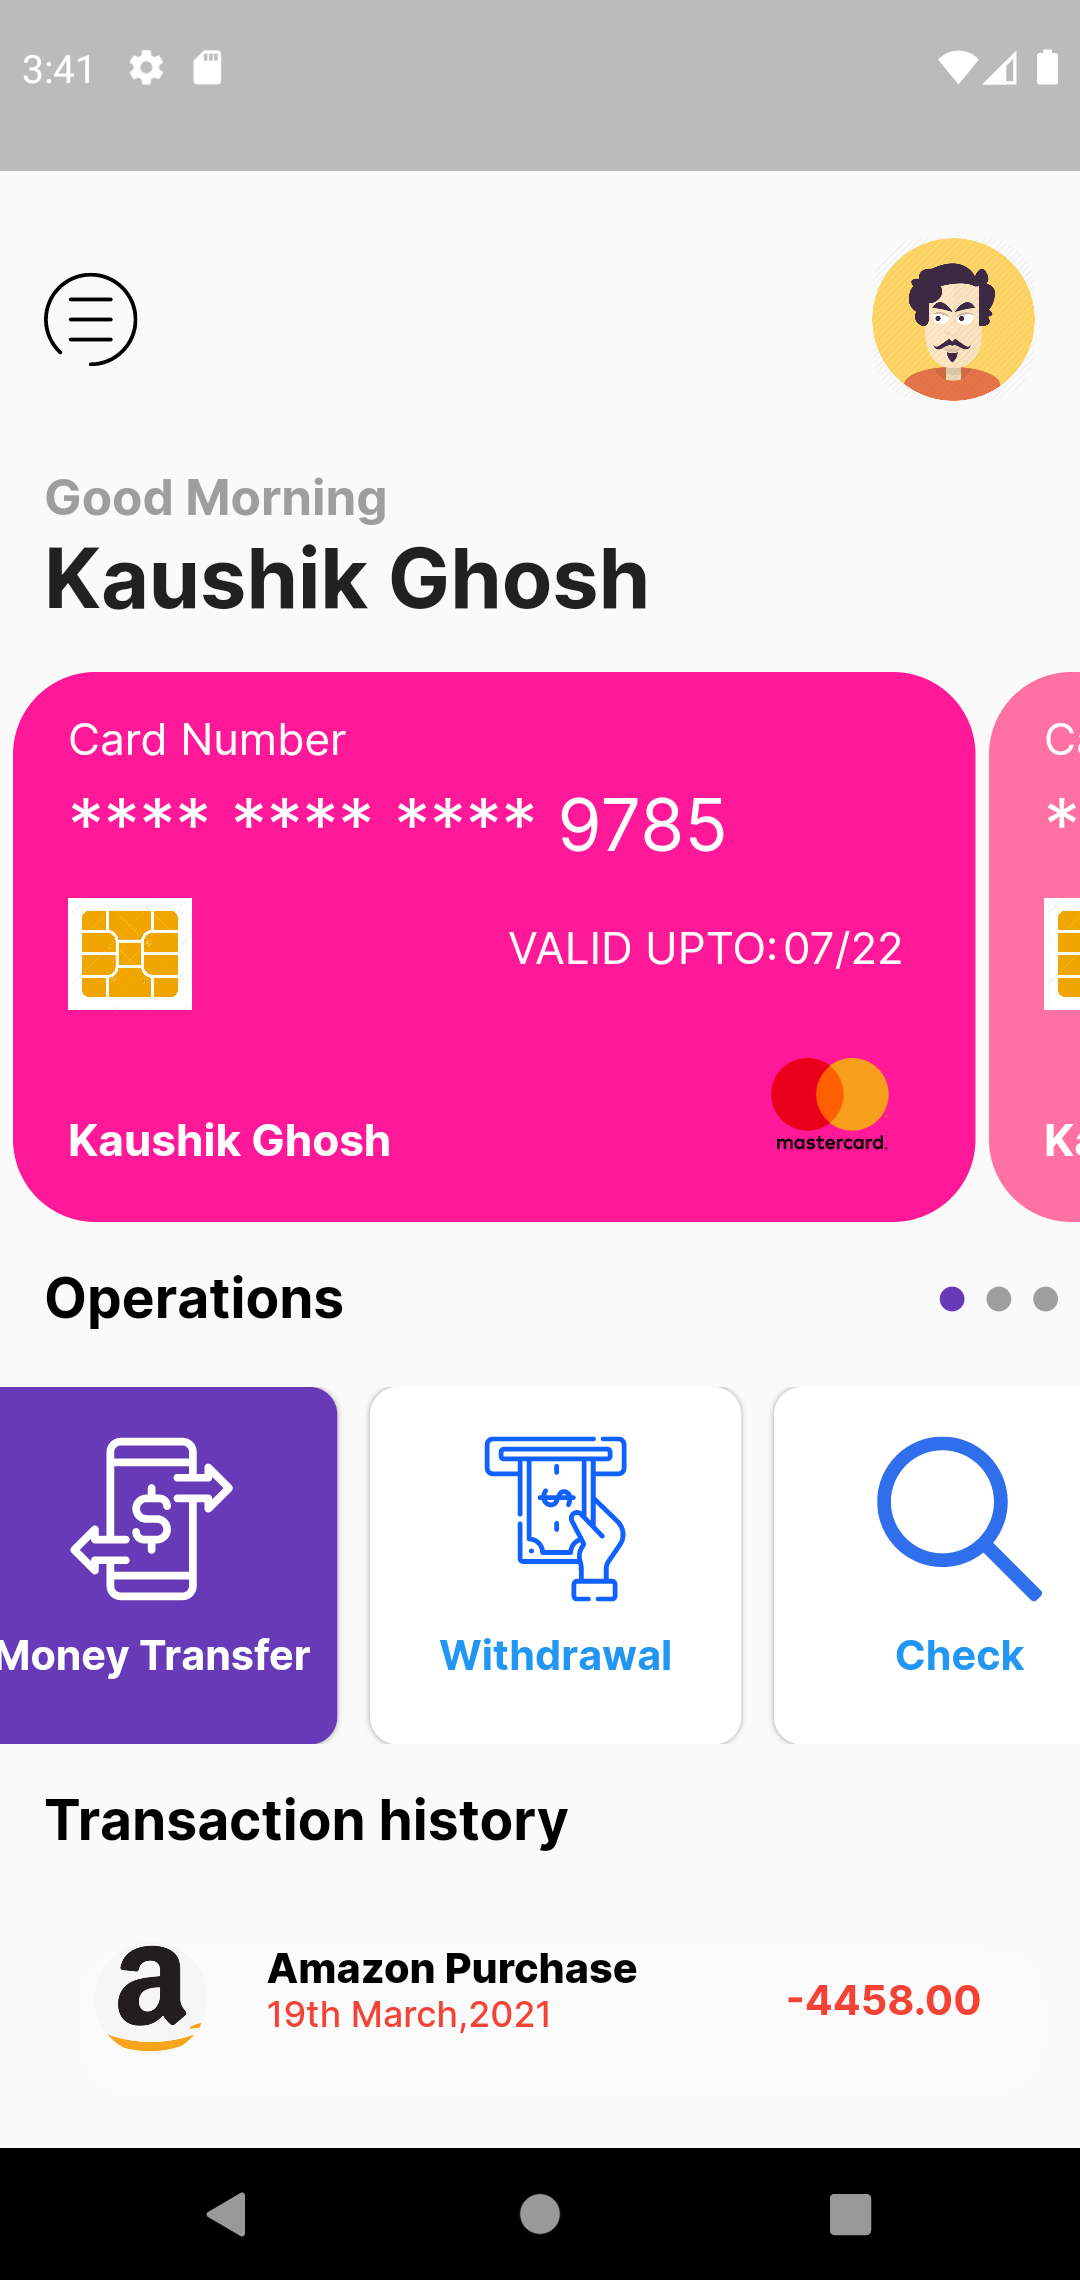 3:41
Good Morning
Kaushik Ghosh
Card Number
**** **** **** 9785
VALID UPTO: 07/22
Kaushik Ghosh
mastercard.
Ca
*
Ka
Operations
Money Transfer
Withdrawal
Check
Transaction history
a
Amazon Purchase
19th March,2021
-4458.00